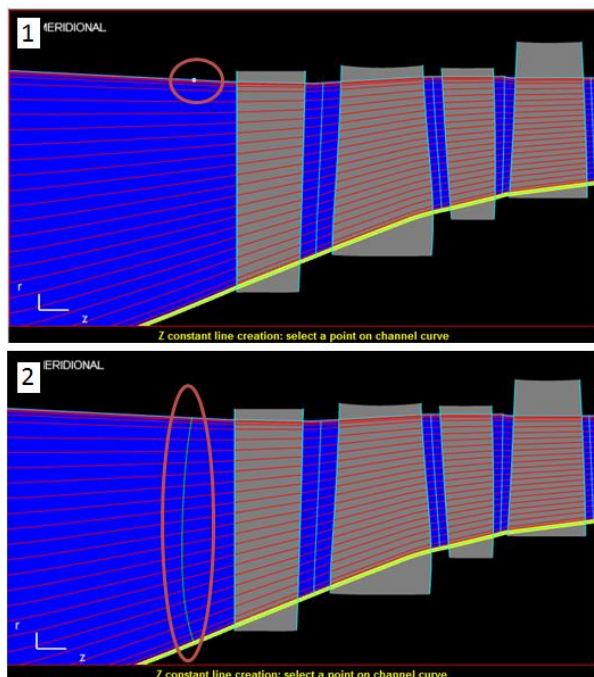 1
MERIDIONAL
r
z
Z constant line creation: select a point on channel curve
2
ERIDIONAL
r
z
Z constant line creation: select a point on channel curve